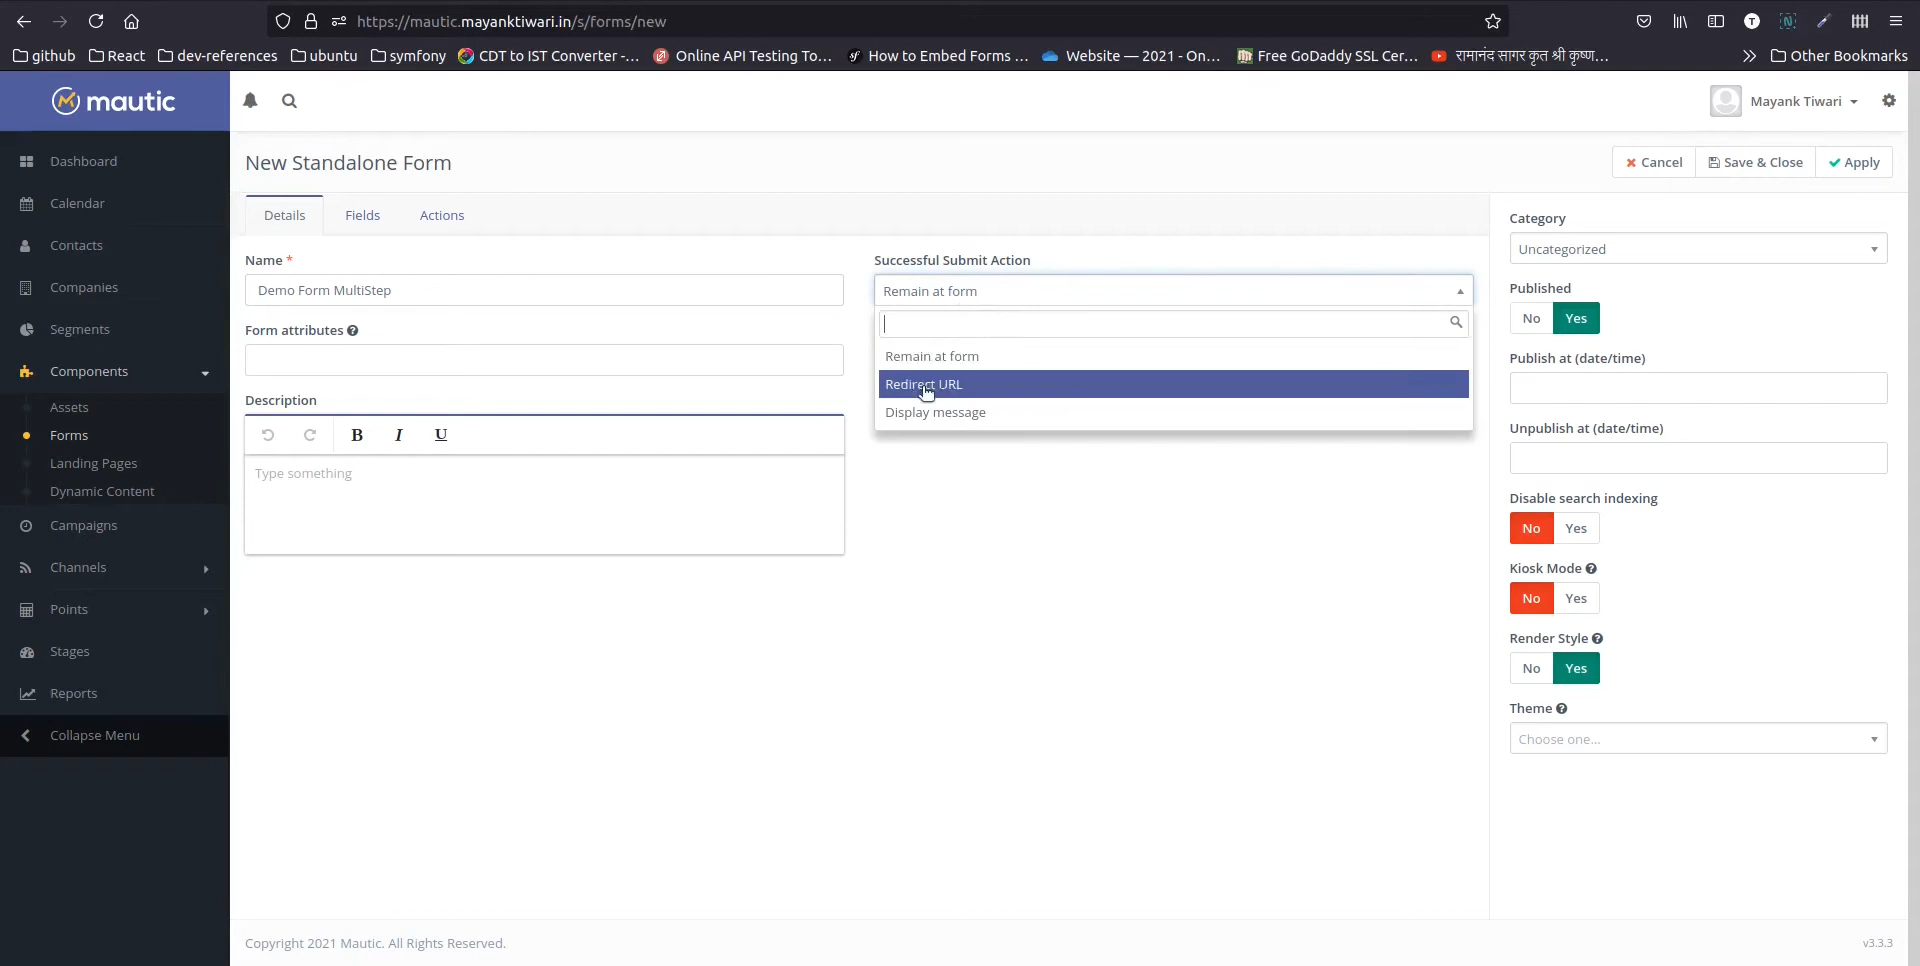 https://mautic.mayanktiwari.in/s/forms/new
github React dev-references ubuntu symfony CDT to IST Converter -... Online API Testing To... How to Embed Forms ... Website — 2021 - On... Free GoDaddy SSL Cer... रामानंद सागर कृत श्री कृष्ण... Other Bookmarks
mautic
Mayank Tiwari
Dashboard
Calendar
Contacts
Companies
Segments
Components
Assets
Forms
Landing Pages
Dynamic Content
Campaigns
Channels
Points
Stages
Reports
Collapse Menu
New Standalone Form
Cancel Save & Close Apply
Details Fields Actions
Name *
Demo Form MultiStep
Form attributes
Description
B I U
Type something
Successful Submit Action
Remain at form
Remain at form
Redirect URL
Display message
Category
Uncategorized
Published
No Yes
Publish at (date/time)
Unpublish at (date/time)
Disable search indexing
No Yes
Kiosk Mode
No Yes
Render Style
No Yes
Theme
Choose one...
Copyright 2021 Mautic. All Rights Reserved.
v3.3.3